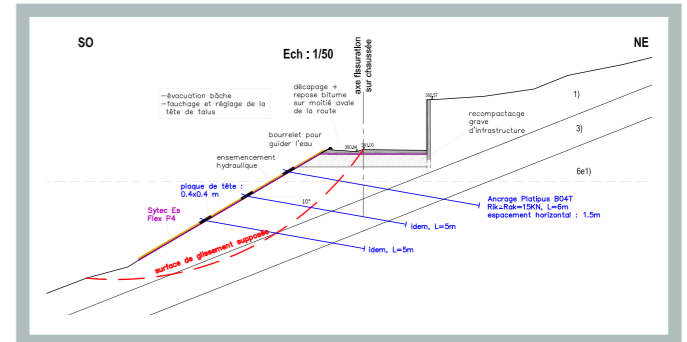 SO
NE
Ech : 1/50
axe fissuration
sur chaussée
-évacuation bâche
-fauchage et réglage de la
tête de talus
décapage +
repose bitume
sur moitié avale
de la route
1)
recompactacge
grave
d'infrastructure
3)
bourrelet pour
guider l'eau
ensemencement
hydraulique
6e1)
plaque de tête :
0.4x0.4 m
Sytec Es
Flex P4
10°
Ancrage Platipus B04T
Rik=Rak=15KN, L=6m
espacement horizontal : 1.5m
idem, L=5m
idem, L=5m
surface de glissement supposée